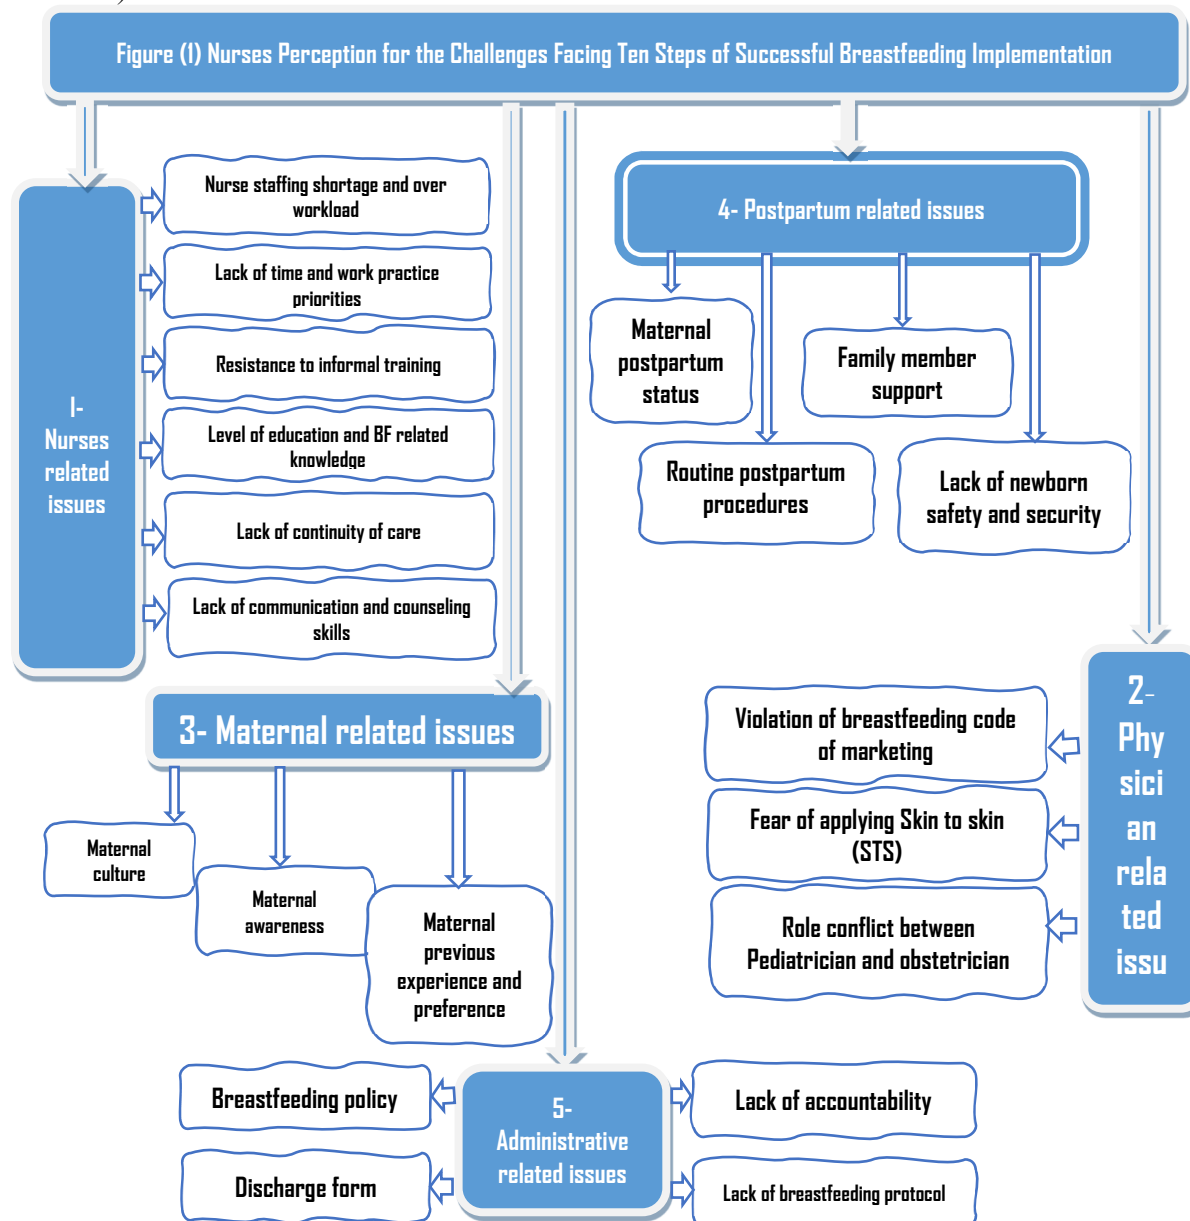 Figure (1) Nurses Perception for the Challenges Facing Ten Steps of Successful Breastfeeding Implementation
1-
Nurses
related
issues
Nurse staffing shortage and over
workload
Lack of time and work practice
priorities
Resistance to informal training
Level of education and BF related
knowledge
Lack of continuity of care
Lack of communication and counseling
skills
4- Postpartum related issues
Maternal
postpartum
status
Family member
support
Routine postpartum
procedures
Lack of newborn
safety and security
2-
Phy
sici
an
rela
ted
issu
Violation of breastfeeding code
of marketing
Fear of applying Skin to skin
(STS)
Role conflict between
Pediatrician and obstetrician
3- Maternal related issues
Maternal
culture
Maternal
awareness
Maternal
previous
experience and
preference
5-
Administrative
related issues
Breastfeeding policy
Discharge form
Lack of accountability
Lack of breastfeeding protocol